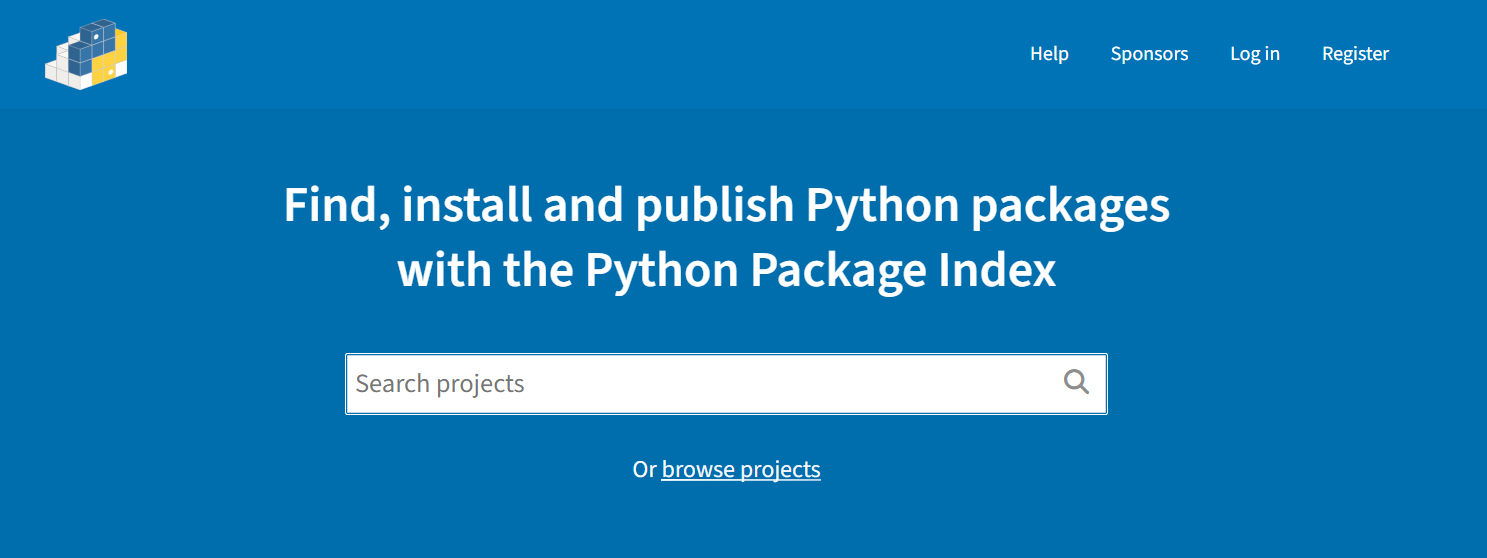 Help Sponsors Log in Register
Find, install and publish Python packages
with the Python Package Index
Search projects
Or browse projects